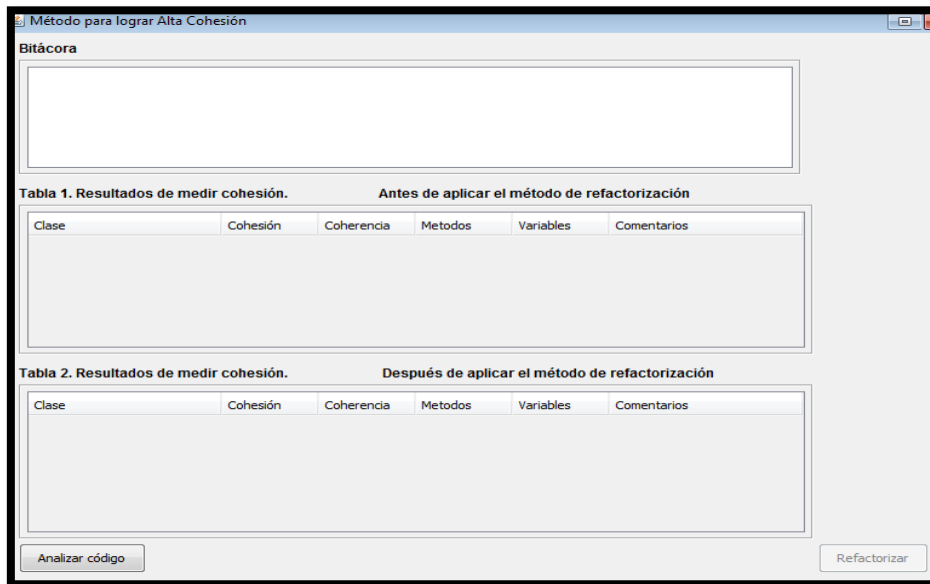 Método para lograr Alta Cohesión
Bitácora
Tabla 1. Resultados de medir cohesión. Antes de aplicar el método de refactorización
Clase Cohesión Coherencia Metodos Variables Comentarios
Tabla 2. Resultados de medir cohesión. Después de aplicar el método de refactorización
Clase Cohesión Coherencia Metodos Variables Comentarios
Analizar código Refactorizar